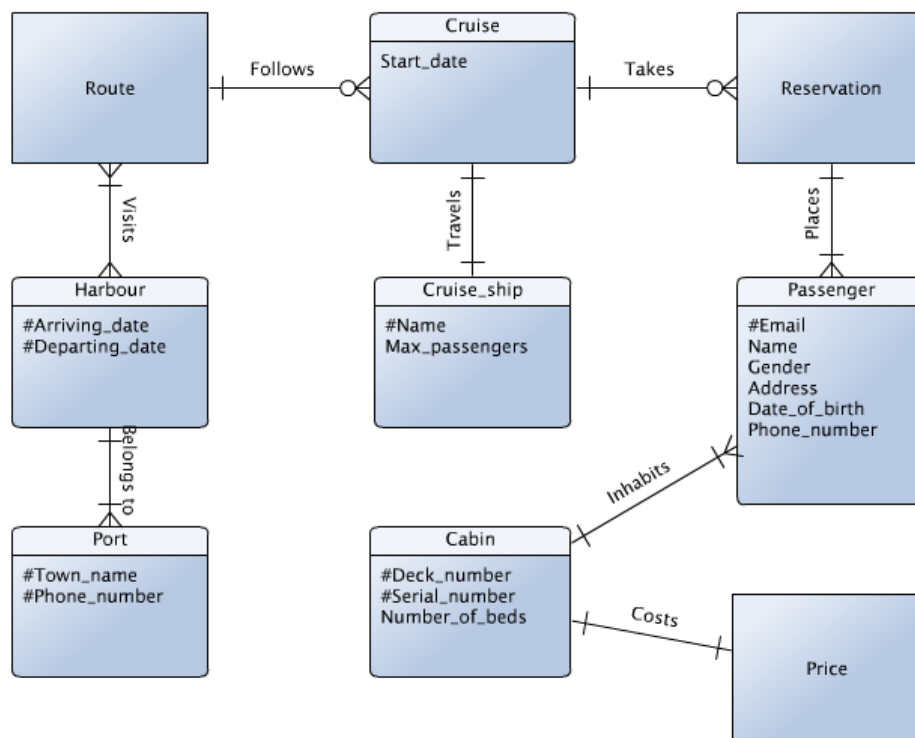 Route
Follows
Cruise
Start_date
Takes
Reservation
Visits
Travels
Places
Harbour
#Arriving_date
#Departing_date
Cruise_ship
#Name
Max_passengers
Passenger
#Email
Name
Gender
Address
Date_of_birth
Phone_number
Belongs to
Inhabits
Port
#Town_name
#Phone_number
Cabin
#Deck_number
#Serial_number
Number_of_beds
Costs
Price